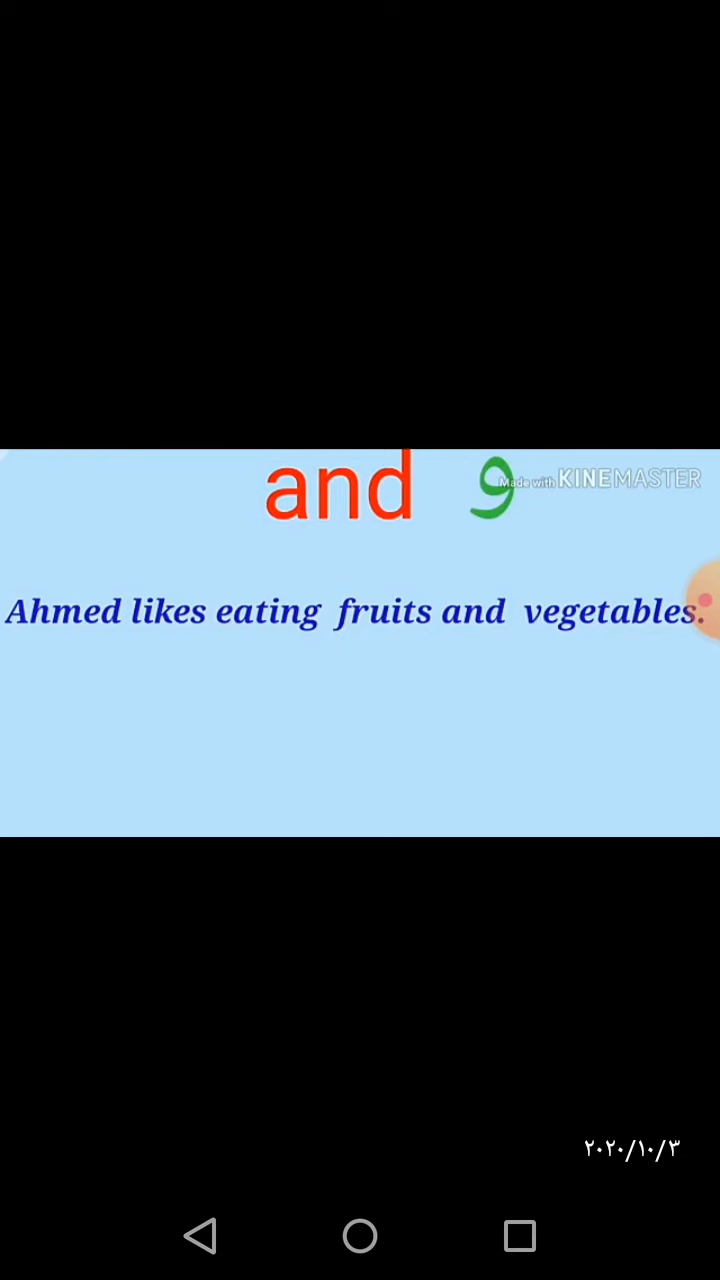 and و
Made with KINEMASTER
Ahmed likes eating fruits and vegetables.
٢٠٢٠/١٠/٣